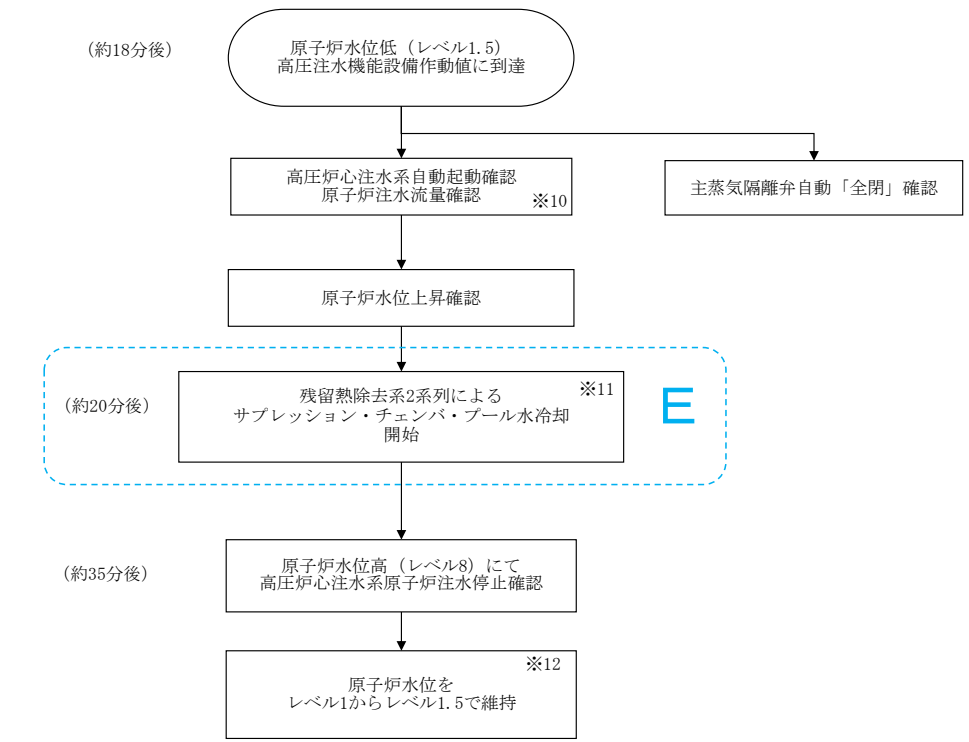 (約18分後)
原子炉水位低（レベル1.5）
高圧注水機能設備作動値に到達
高圧炉心注水系自動起動確認
原子炉注水流量確認
※10
主蒸気隔離弁自動「全閉」確認
原子炉水位上昇確認
(約20分後)
※11
残留熱除去系2系列による
サプレッション・チェンバ・プール水冷却
開始
E
(約35分後)
原子炉水位高（レベル8）にて
高圧炉心注水系原子炉注水停止確認
※12
原子炉水位を
レベル1からレベル1.5で維持